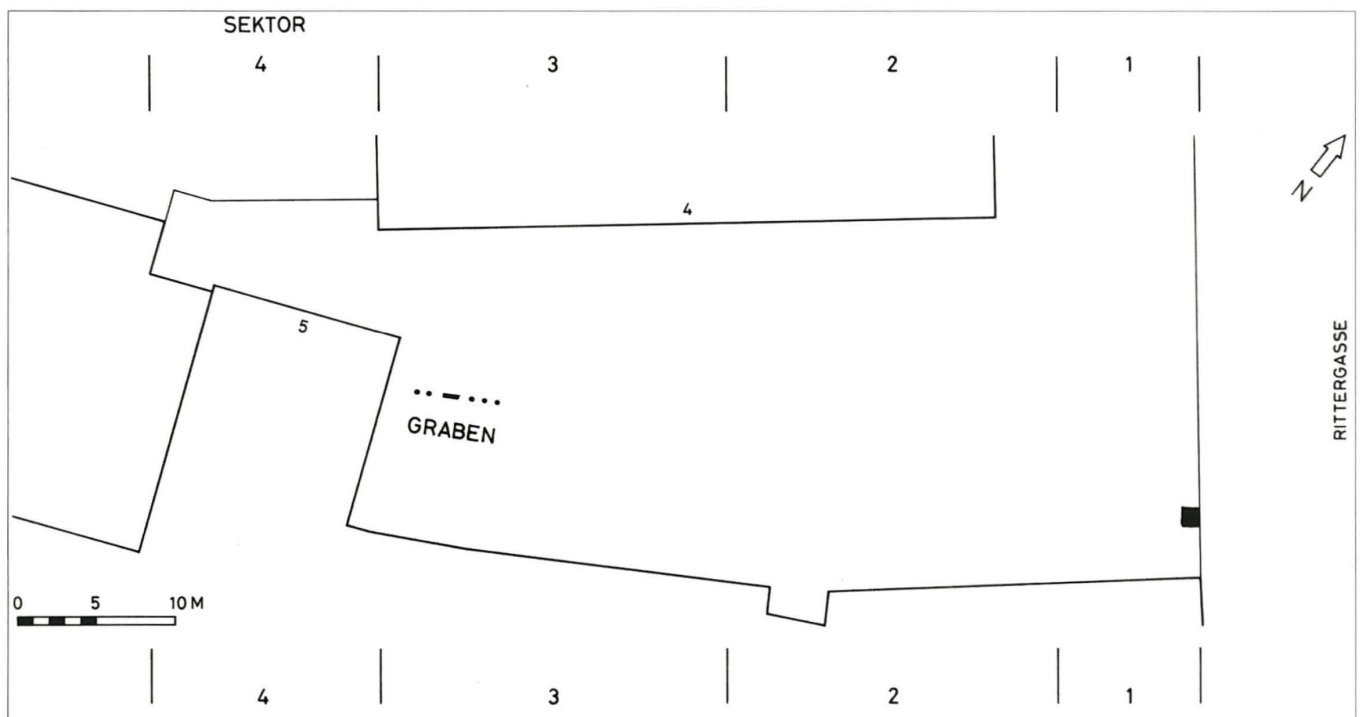 SEKTOR
4 3 2 1
N
4
5
RITTERGASSE
GRABEN
0 5 10 M
4 3 2 1